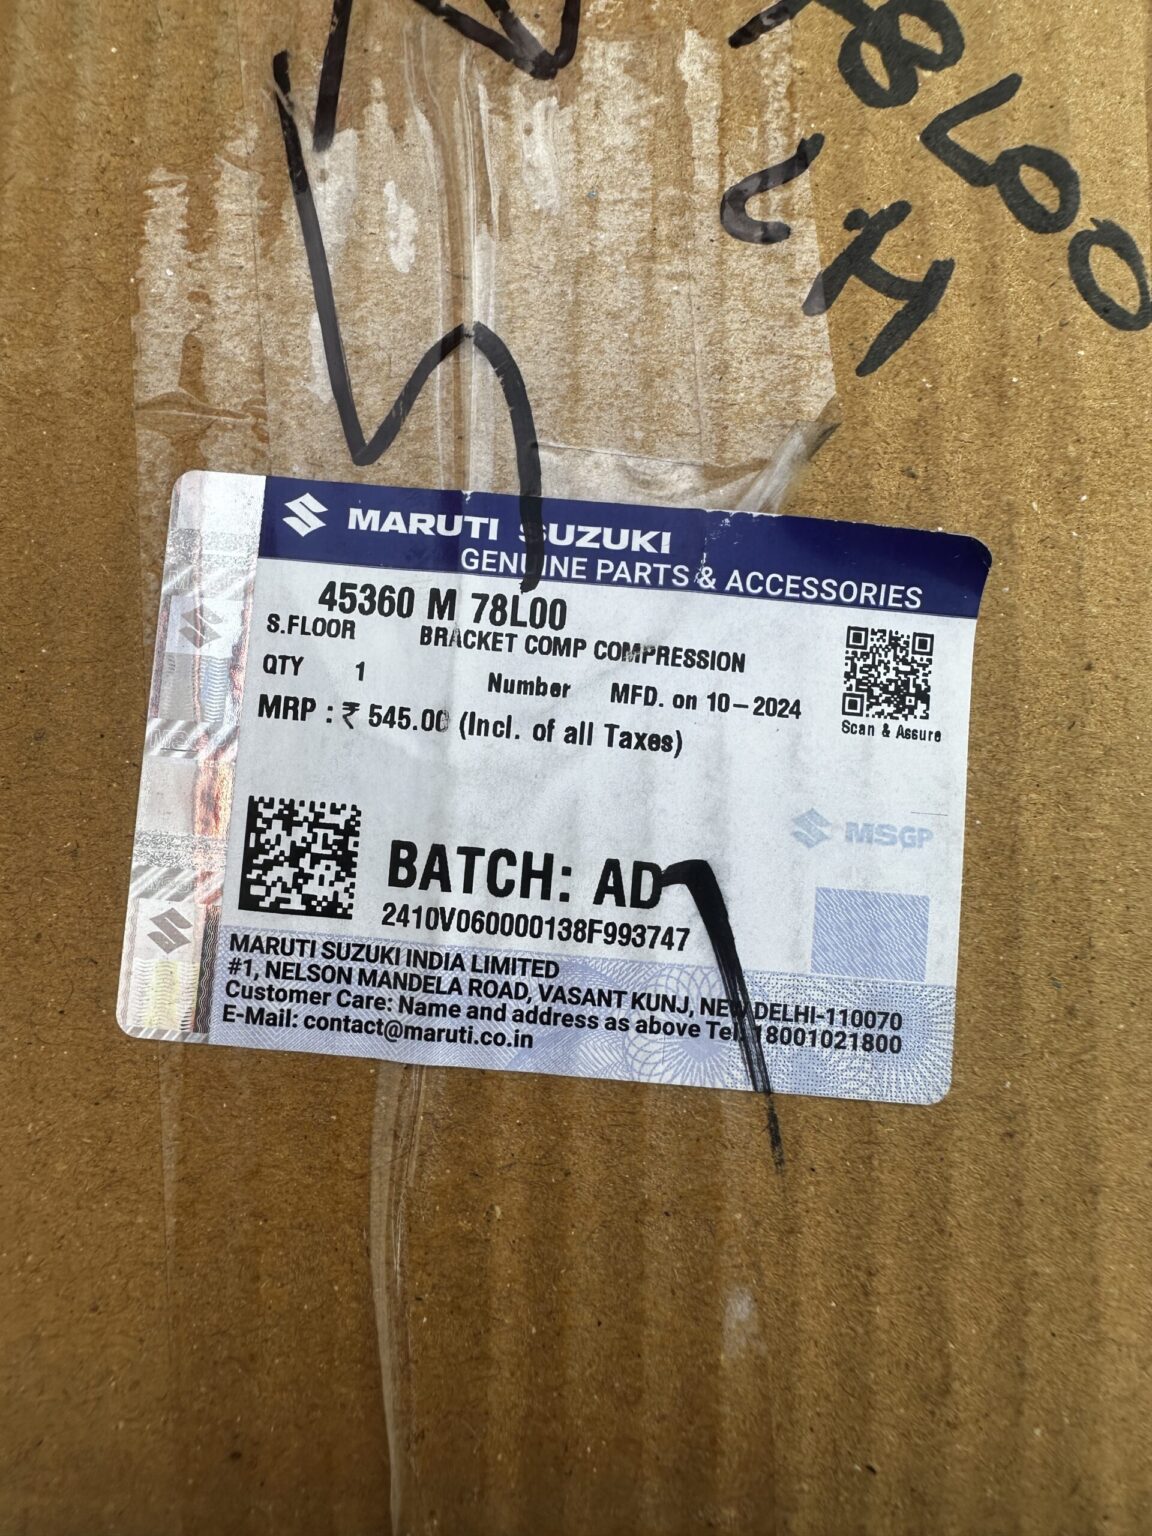 78L00
MARUTI SUZUKI
GENUINE PARTS & ACCESSORIES
45360 M 78L00
S.FLOOR BRACKET COMP COMPRESSION
QTY 1 Number MFD. on 10-2024
MRP : ₹ 545.00 (Incl. of all Taxes)
Scan & Assure
MSGP
BATCH: AD
2410V060000138F993747
MARUTI SUZUKI INDIA LIMITED
#1, NELSON MANDELA ROAD, VASANT KUNJ, NEW DELHI-110070
Customer Care: Name and address as above Tel. 18001021800
E-Mail: contact@maruti.co.in